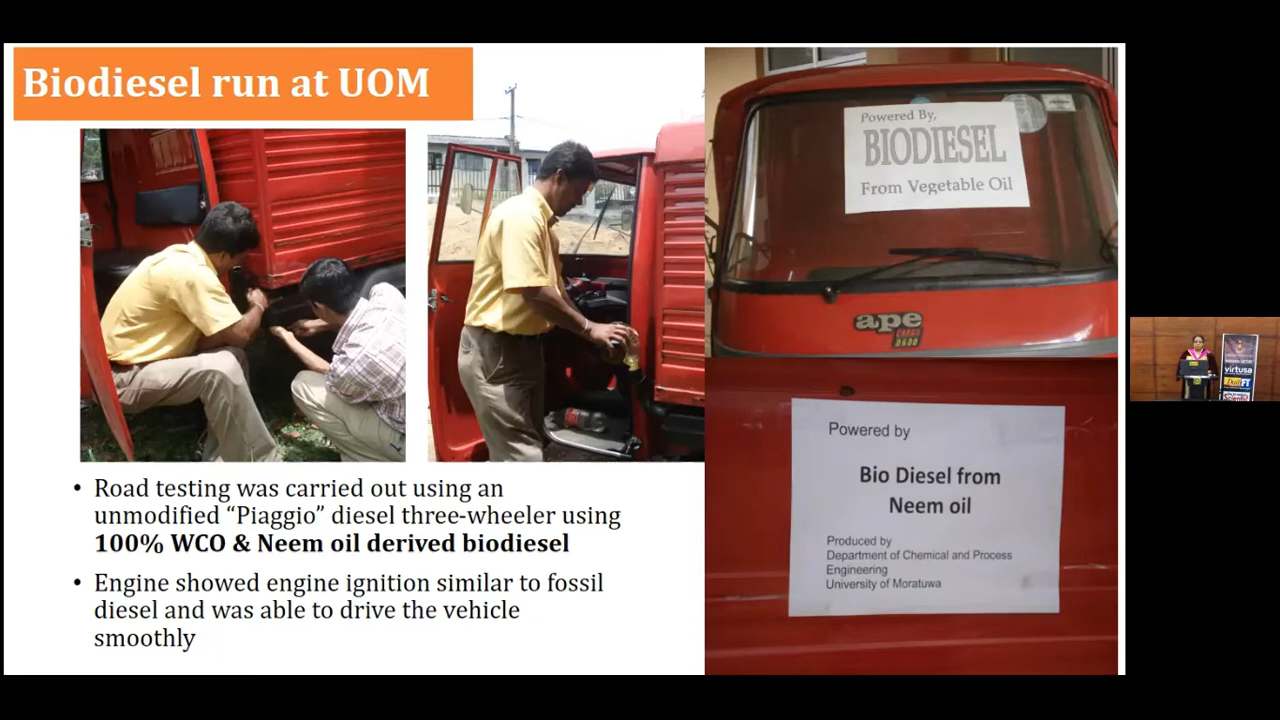 Biodiesel run at UOM
Powered By,
BIODIESEL
From Vegetable Oil
ape
CARGO
3600
Powered by
Bio Diesel from
Neem oil
Produced by
Department of Chemical and Process
Engineering
University of Moratuwa
• Road testing was carried out using an
unmodified “Piaggio” diesel three-wheeler using
100% WCO & Neem oil derived biodiesel
• Engine showed engine ignition similar to fossil
diesel and was able to drive the vehicle
smoothly
virtusa
FT